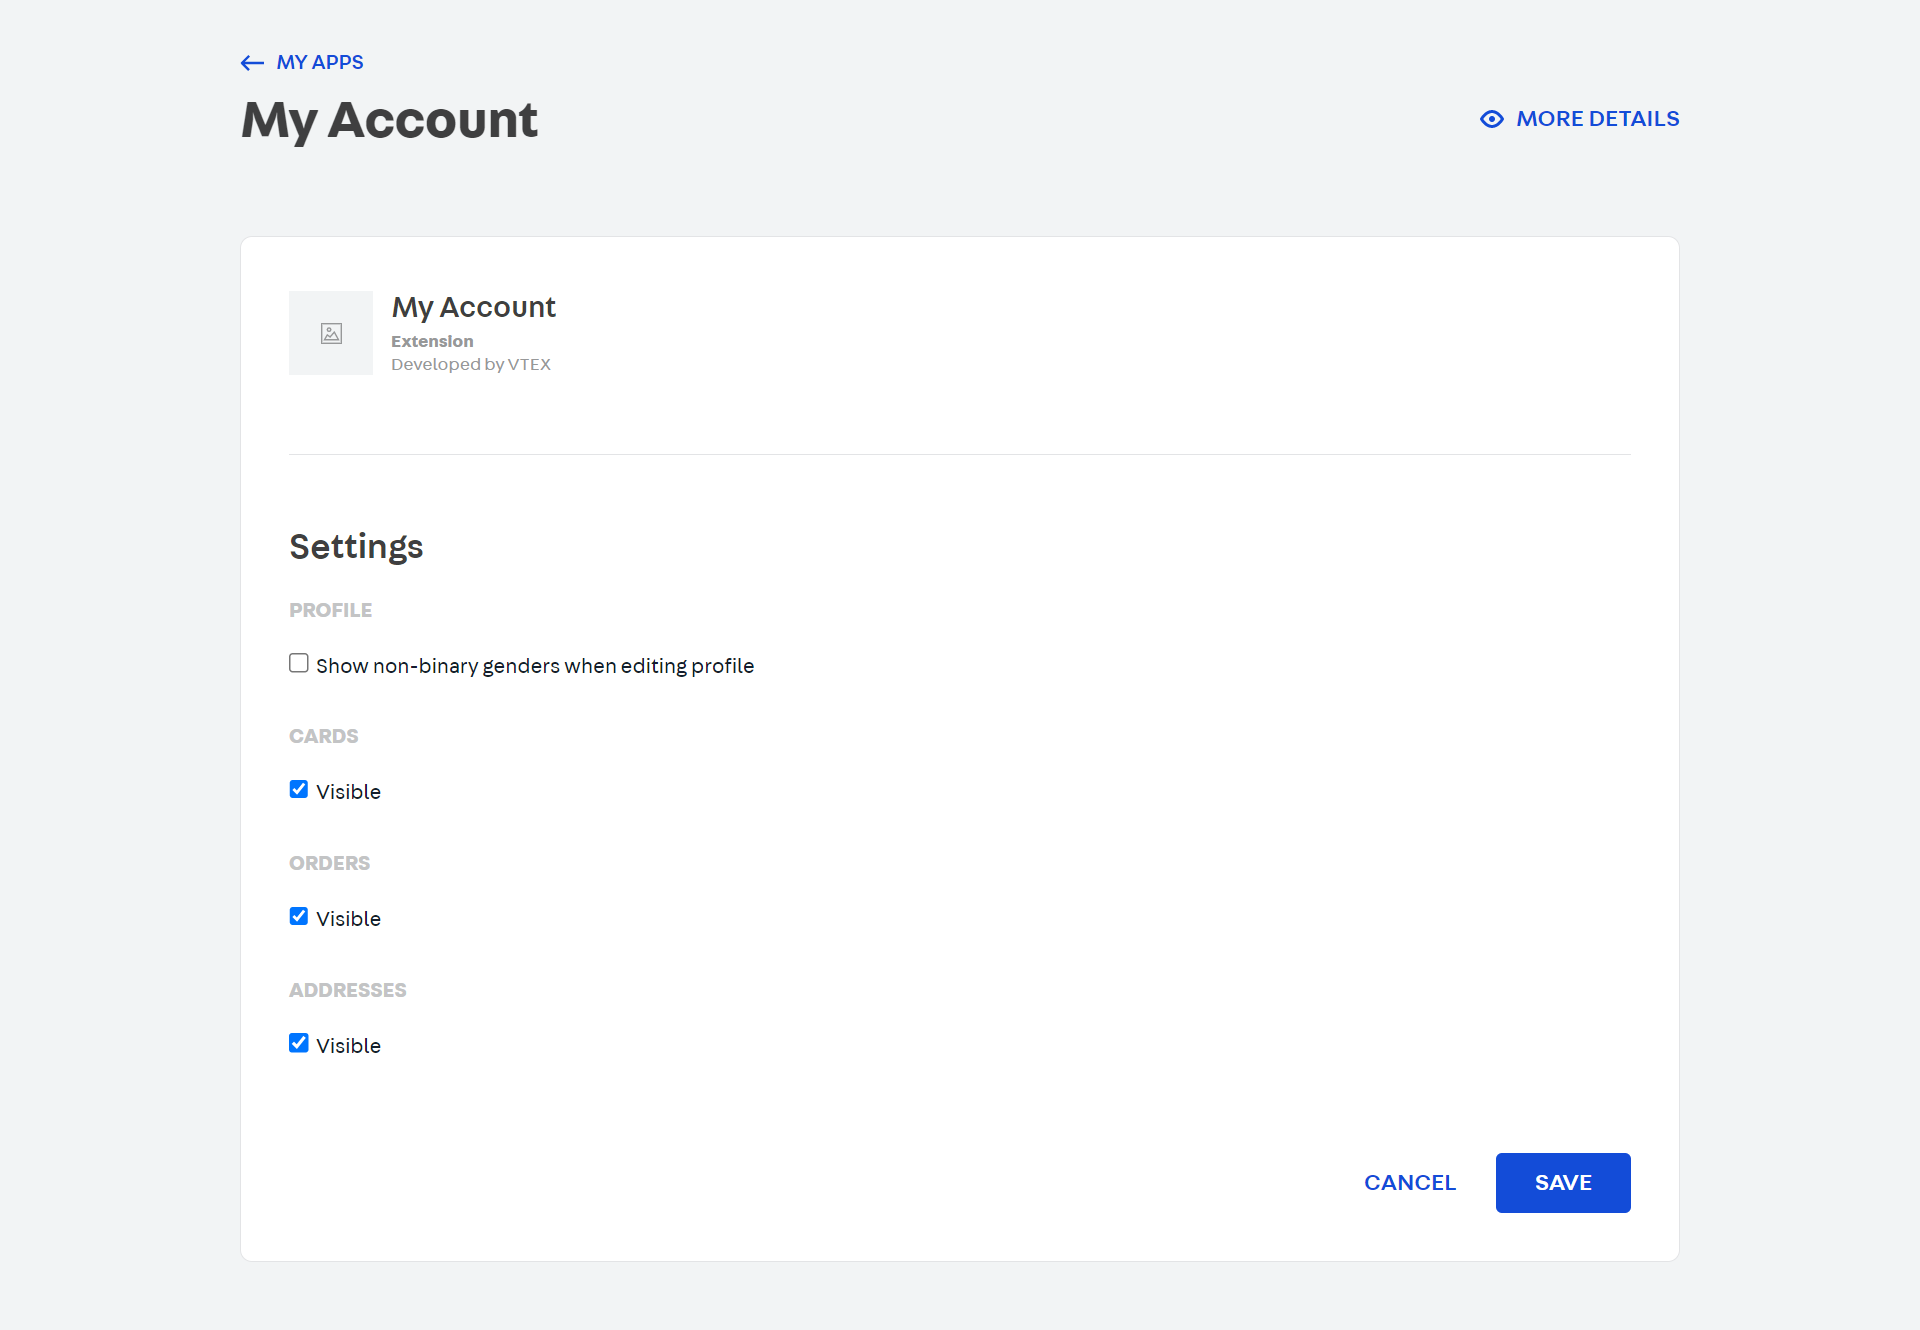 MY APPS
My Account
MORE DETAILS
My Account
Extension
Developed by VTEX
Settings
PROFILE
Show non-binary genders when editing profile
CARDS
Visible
ORDERS
Visible
ADDRESSES
Visible
CANCEL
SAVE